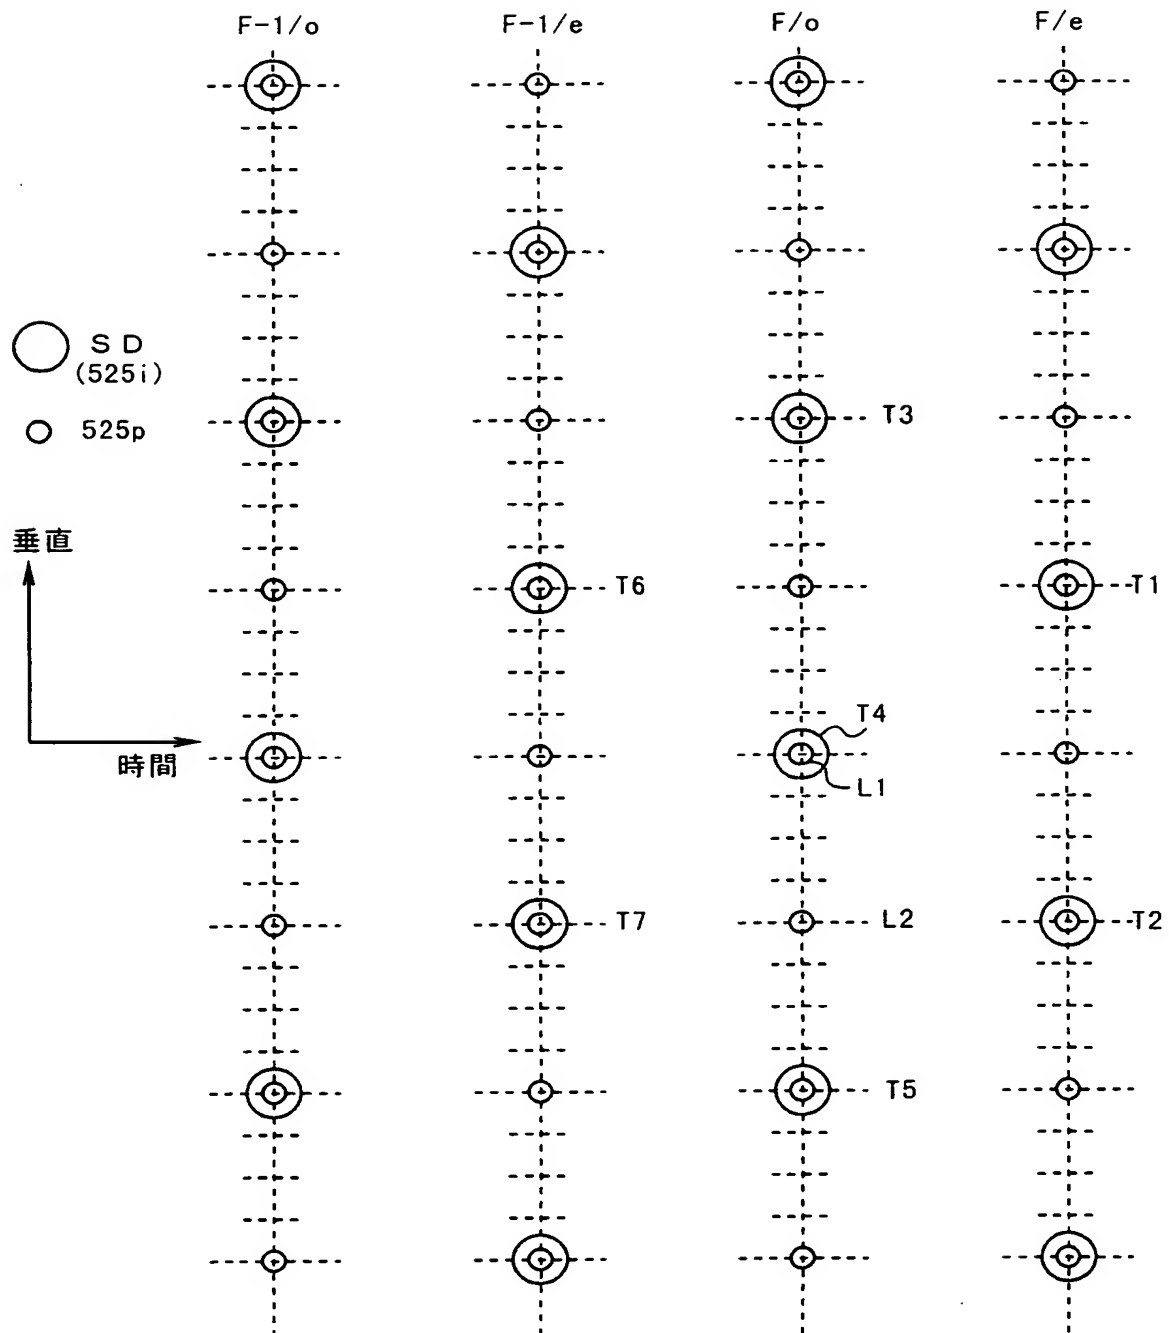 F-1/o F-1/e F/o F/e
SD
(525i)
525p
T3
垂直
T6
T1
T4
時間
L1
T7
L2
T2
T5